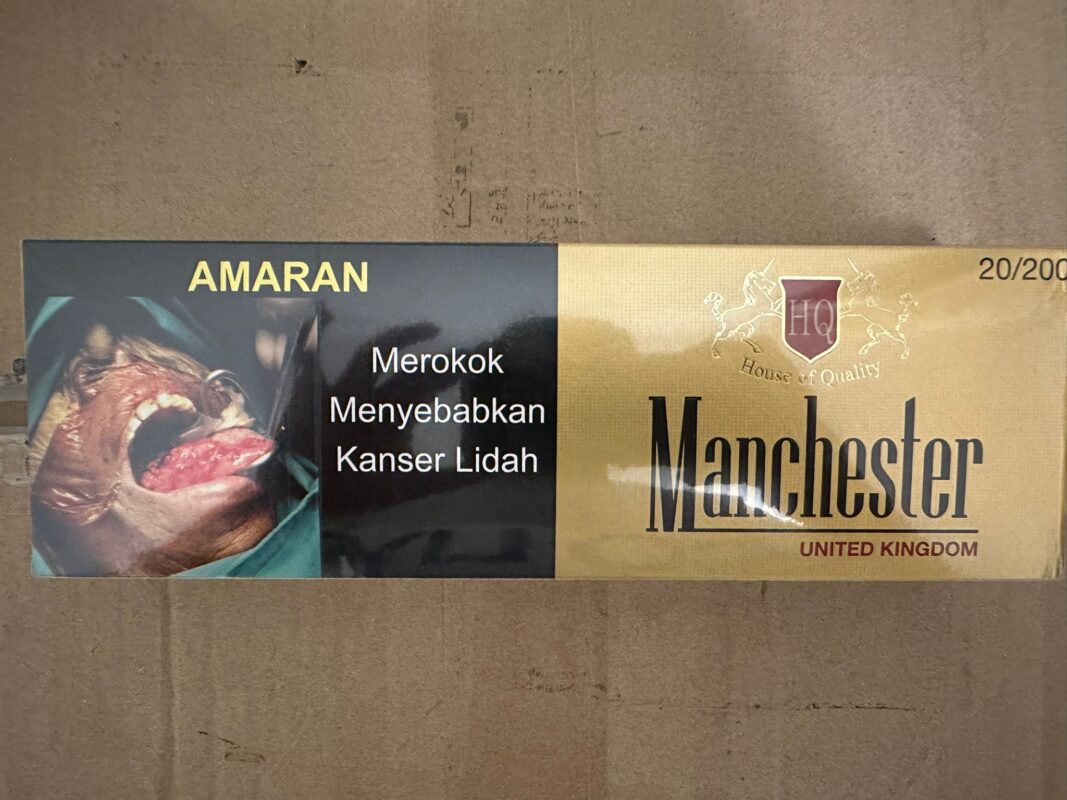 AMARAN
Merokok
Menyebabkan
Kanser Lidah
20/200
HQ
House of Quality
Manchester
UNITED KINGDOM